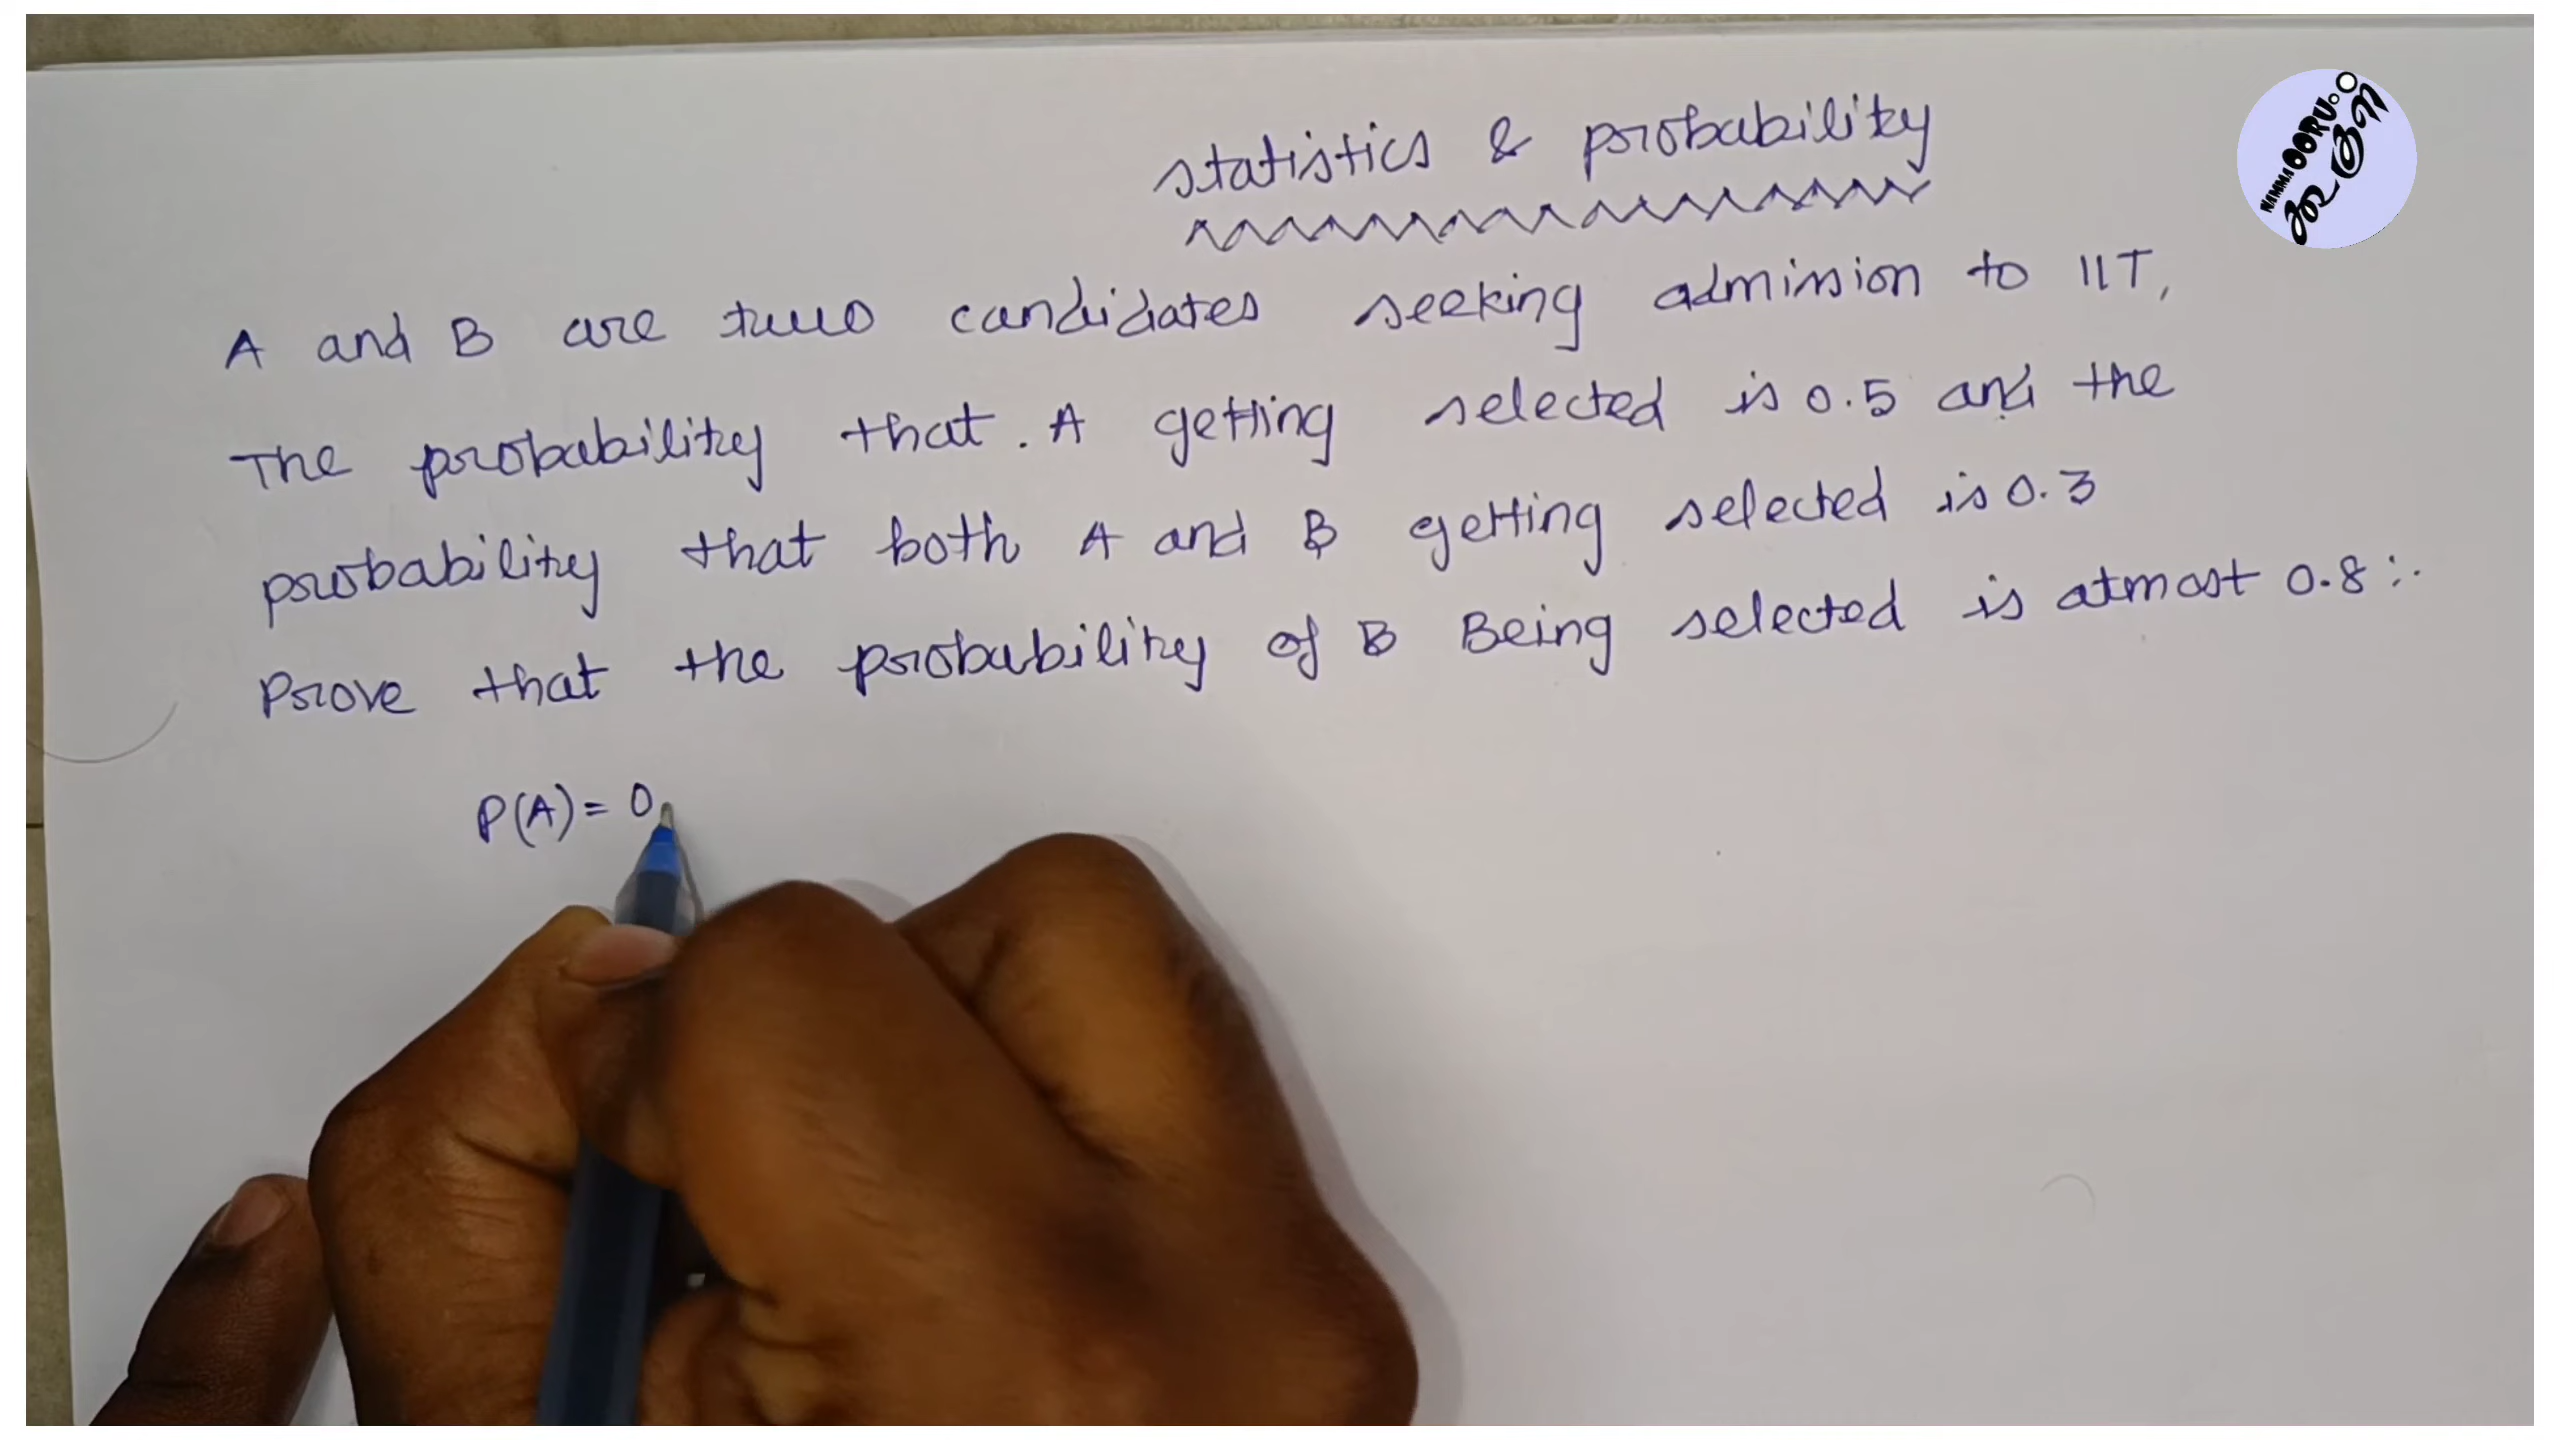 statistics & probability
NAMMA OORU
A and B are two candidates seeking admission to IIT,
The probability that. A getting selected is 0.5 and the
probability that both A and B getting selected is 0.3
Prove that the probability of B Being selected is atmost 0.8 :.
P(A) = 0.